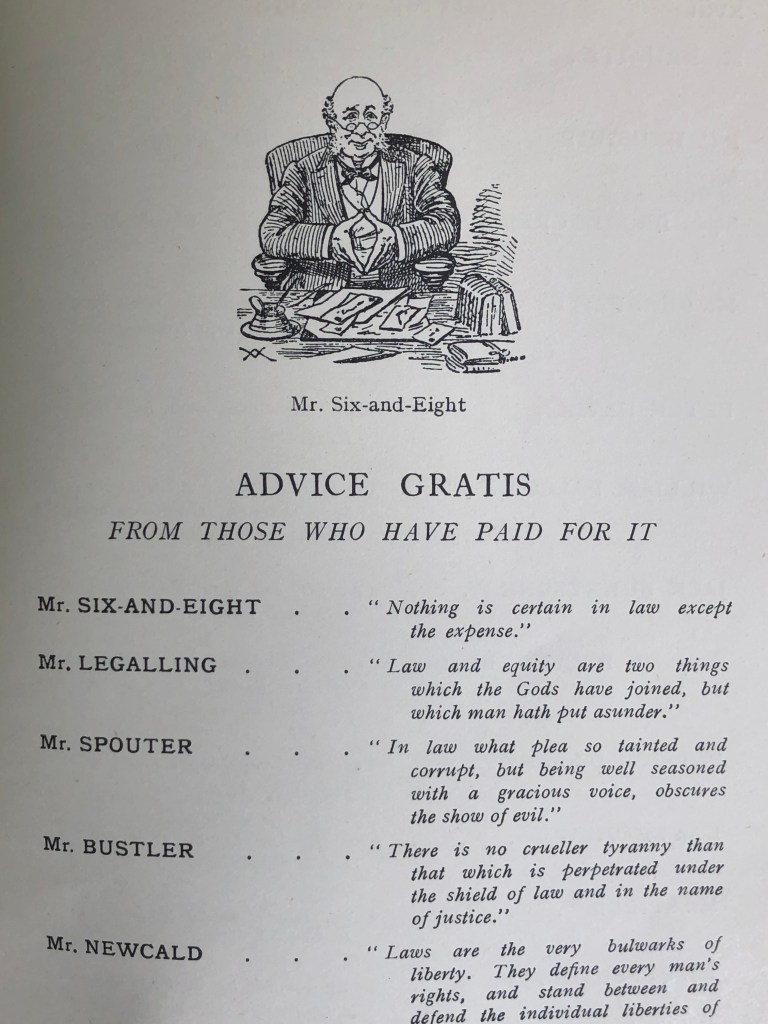 Mr. Six-and-Eight
ADVICE GRATIS
FROM THOSE WHO HAVE PAID FOR IT
Mr. SIX-AND-EIGHT . . " Nothing is certain in law except
the expense."
Mr. LEGALLING . . . " Law and equity are two things
which the Gods have joined, but
which man hath put asunder."
Mr. SPOUTER . . . " In law what plea so tainted and
corrupt, but being well seasoned
with a gracious voice, obscures
the show of evil."
Mr. BUSTLER . . . " There is no crueller tyranny than
that which is perpetrated under
the shield of law and in the name
of justice."
Mr. NEWCALD . . . " Laws are the very bulwarks of
liberty. They define every man's
rights, and stand between and
defend the individual liberties of